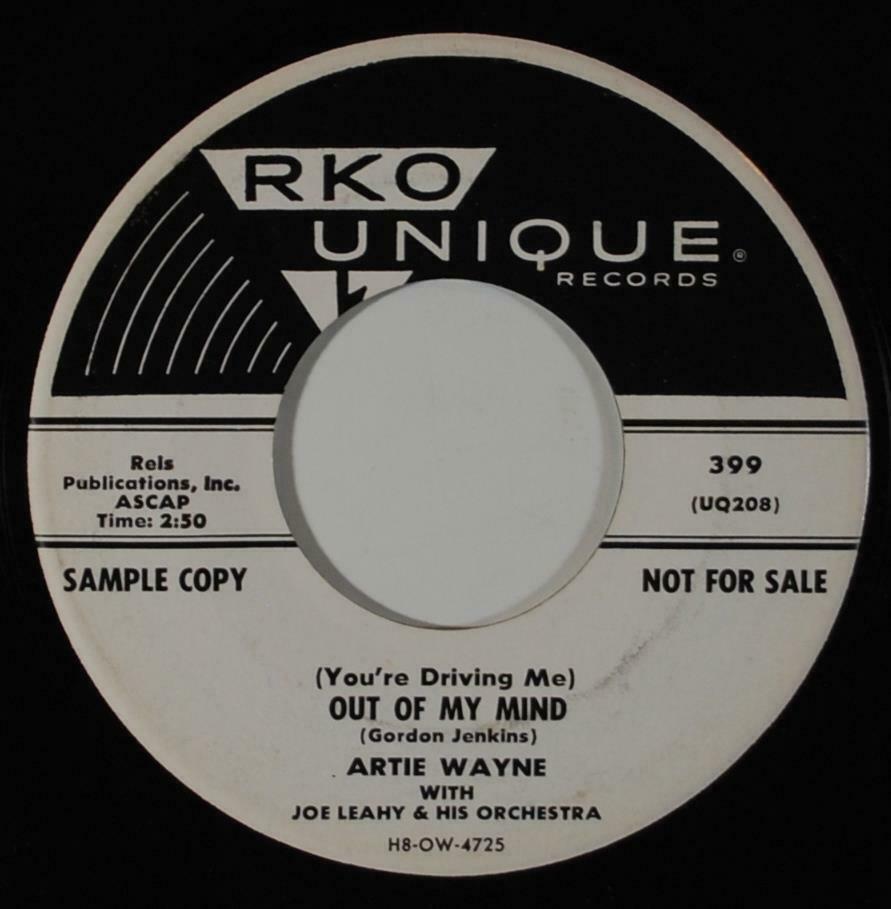 RKO
UNIQUE®
RECORDS
Rels
Publications, Inc.
ASCAP
Time: 2:50
399
(UQ208)
SAMPLE COPY
NOT FOR SALE
(You're Driving Me)
OUT OF MY MIND
(Gordon Jenkins)
ARTIE WAYNE
WITH
JOE LEAHY & HIS ORCHESTRA
H8-OW-4725